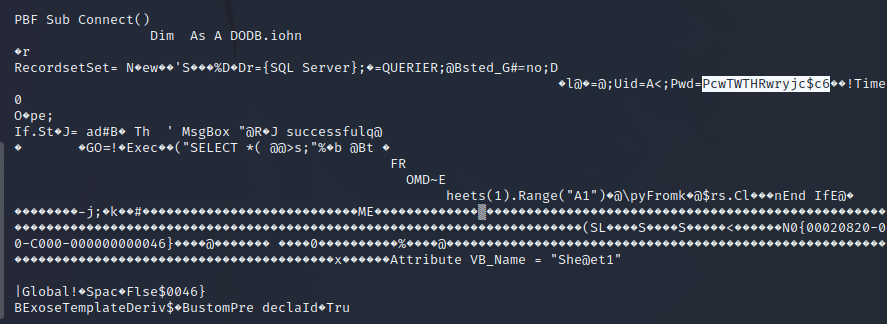 PBF Sub Connect()
Dim  As A DODB.iohn
�r
RecordsetSet= N�ew��'S���%D�Dr={SQL Server};�=QUERIER;@Bsted_G#=no;D
�l@�=@;Uid=A<;Pwd=PcwTWTHRwryjc$c6��!Time
0
O�pe;
If.St�J= ad#B� Th  ' MsgBox "@R�J successfulq@
�       �GO=!�Exec��("SELECT *( @@>s;"%�b @Bt �
FR
OMD~E
heets(1).Range("A1")�@\pyFromk�@$rs.Cl���nEnd IfE@�
���������-j;�k��#����������������������������ME���������������
(SL����S����S�����<������N0{00020820-0
0-C000-000000000046}����@������� ����0�����������%����@
x������Attribute VB_Name = "She@et1"
|Global!�Spac�Flse$0046}
BExoseTemplateDeriv$�BustomPre declaId�Tru